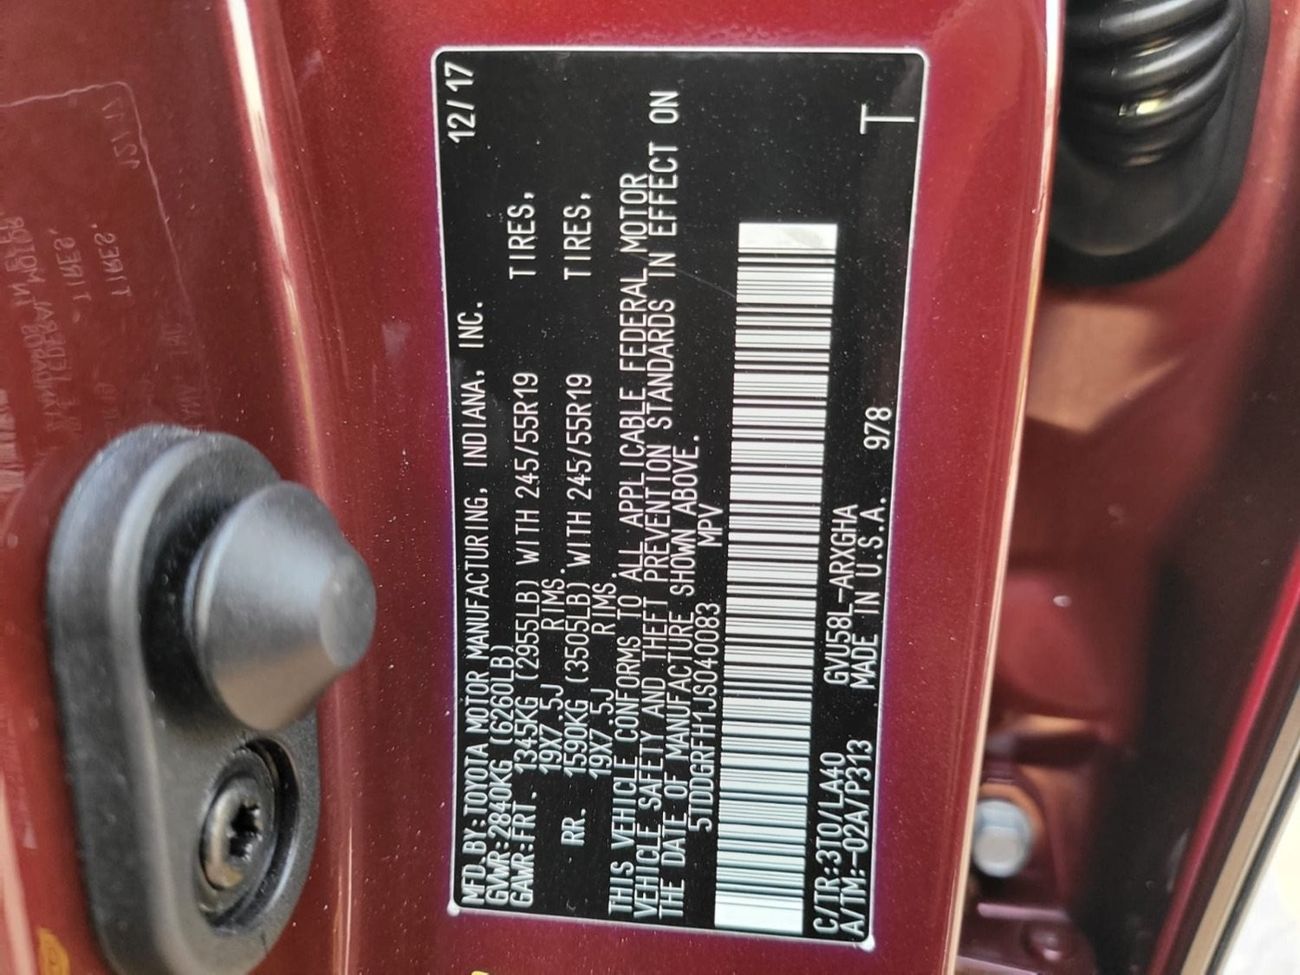 MFD.BY:TOYOTA MOTOR MANUFACTURING, INDIANA, INC. 12/17
GVWR:2840KG (6260LB)
GAWR:FRT. 1345KG (2955LB) WITH 245/55R19 TIRES,
19X7.5J RIMS.
RR. 1590KG (3505LB) WITH 245/55R19 TIRES,
19X7.5J RIMS.
THIS VEHICLE CONFORMS TO ALL APPLICABLE FEDERAL MOTOR
VEHICLE SAFETY AND THEFT PREVENTION STANDARDS IN EFFECT ON
THE DATE OF MANUFACTURE SHOWN ABOVE.
5TDDGRFH1JS040083 MPV
C/TR:3T0/LA40 GVU58L-ARXGHA
A/TM:-02A/P313 MADE IN U.S.A. 978 T